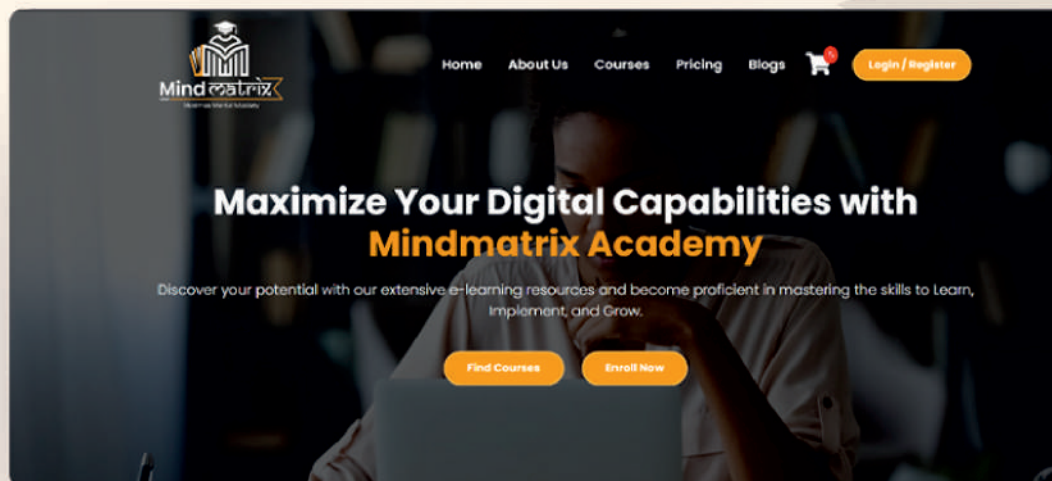 Mind matrix
Home About Us Courses Pricing Blogs Login / Register
Maximize Your Digital Capabilities with
Mindmatrix Academy
Discover your potential with our extensive e-learning resources and become proficient in mastering the skills to Learn,
Implement, and Grow.
Find Courses Enroll Now